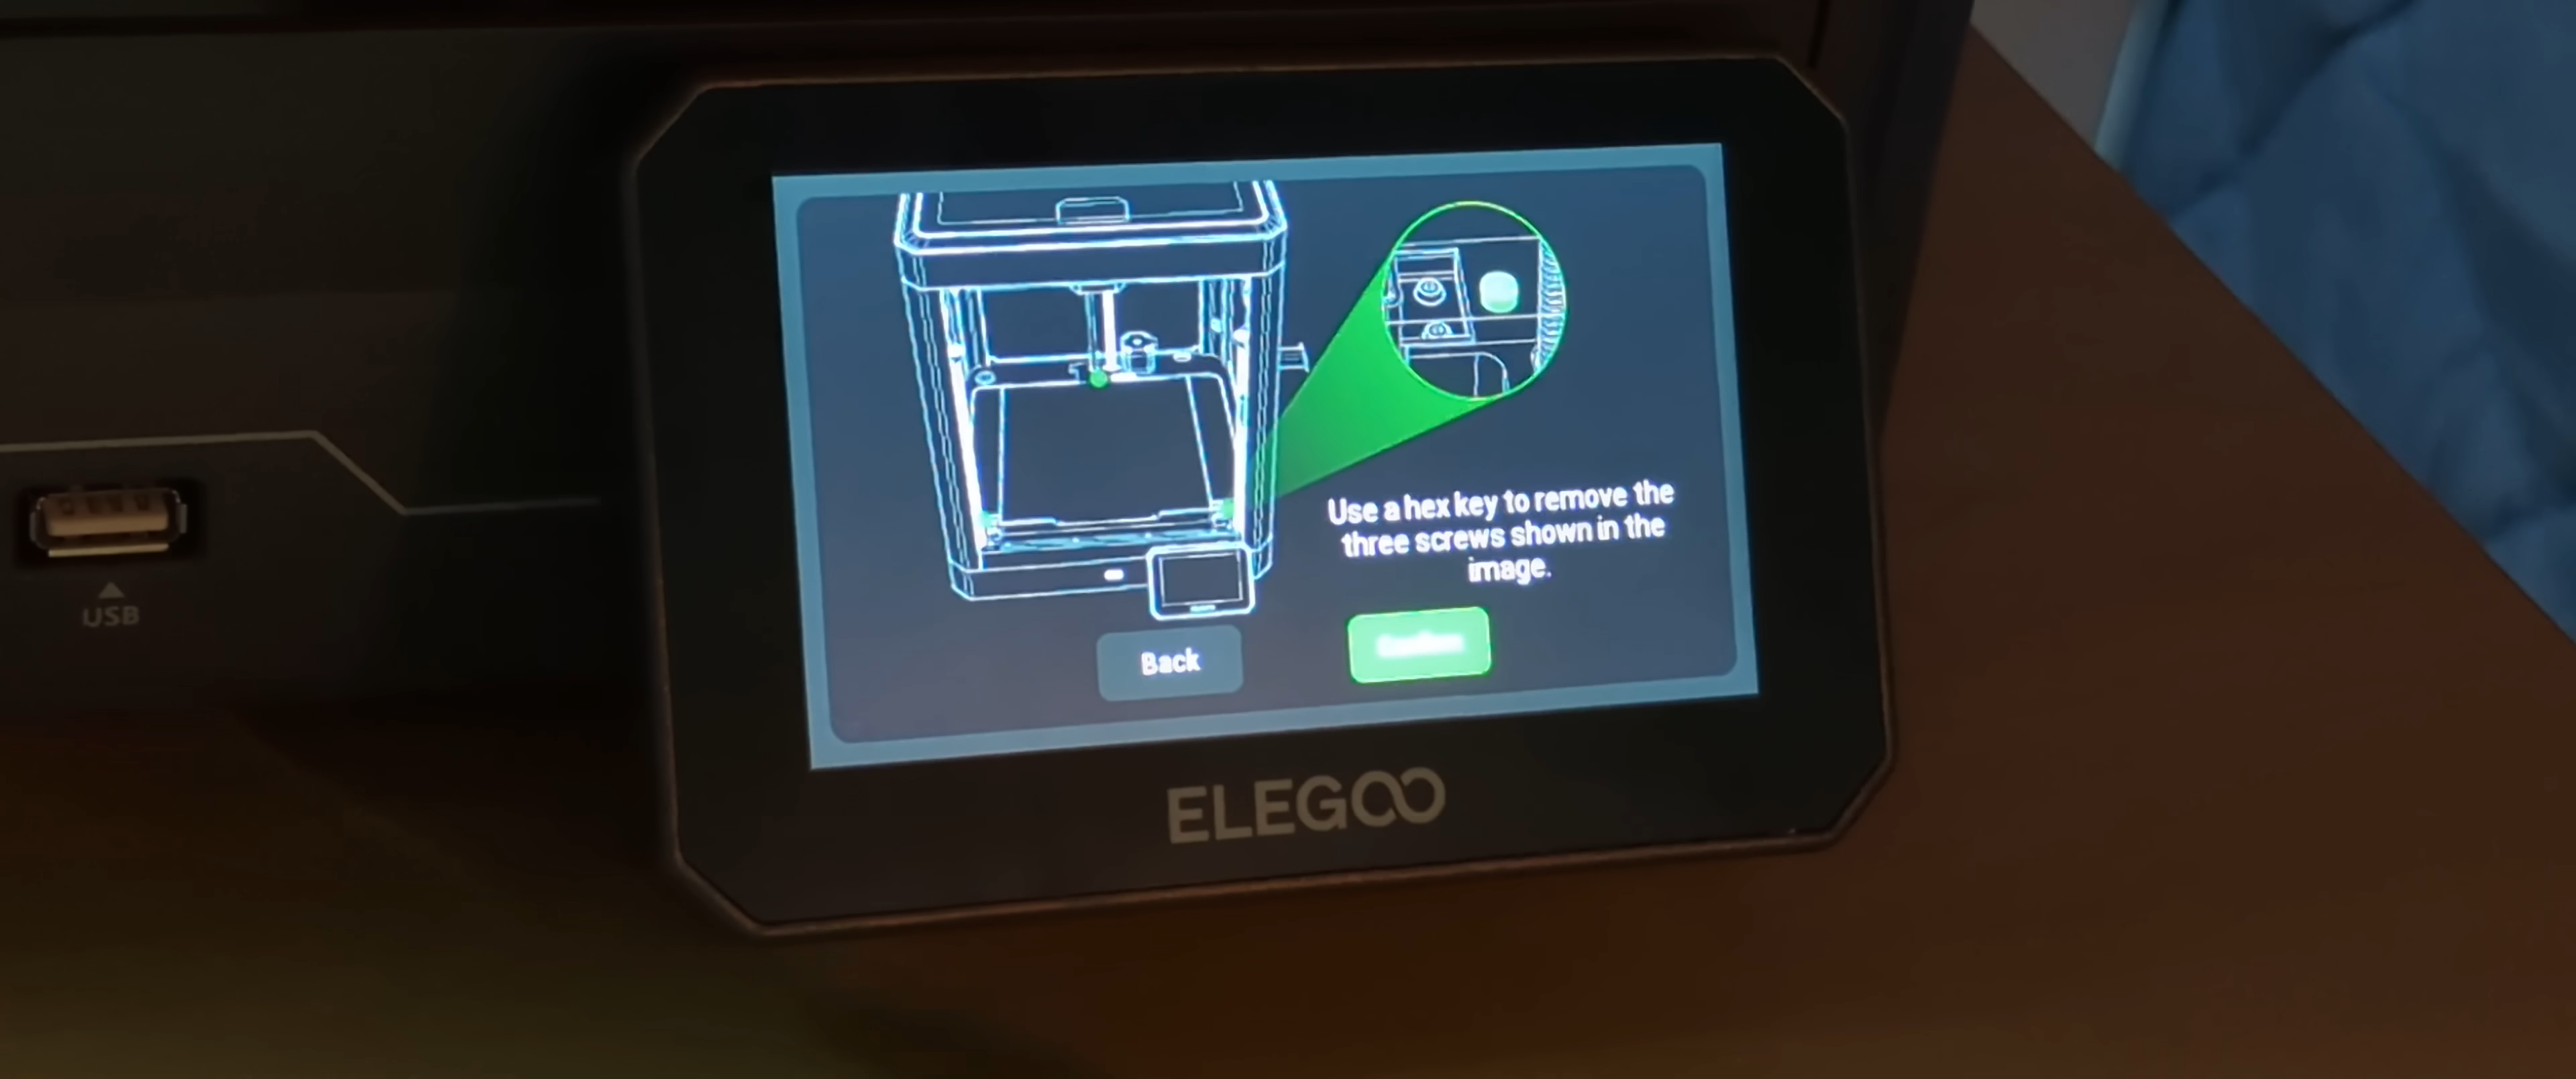 Use a hex key to remove the
three screws shown in the
image.
Back
USB
ELEGOO